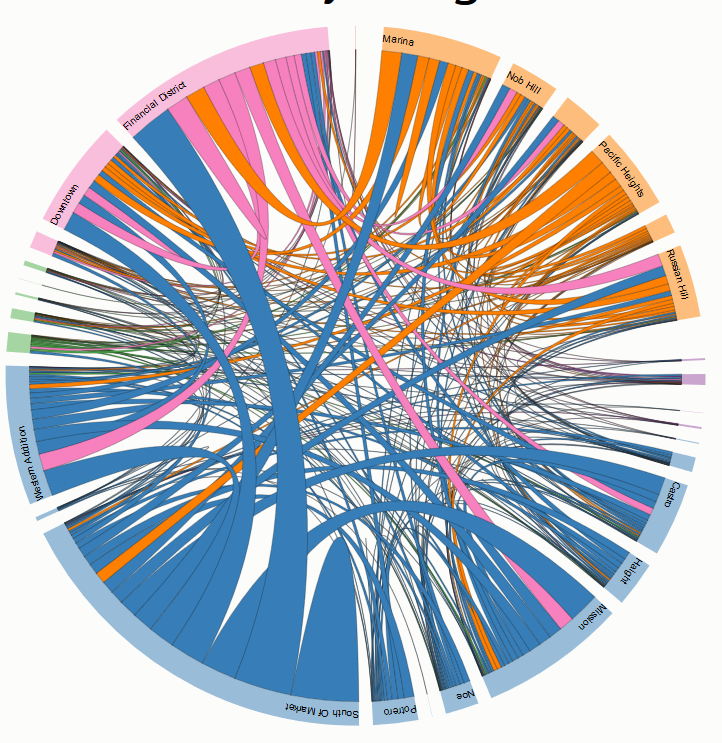 Marina
Nob Hill
Pacific Heights
Russian Hill
Castro
Haight
Mission
Noe
Potrero
South Of Market
Western Addition
Downtown
Financial District